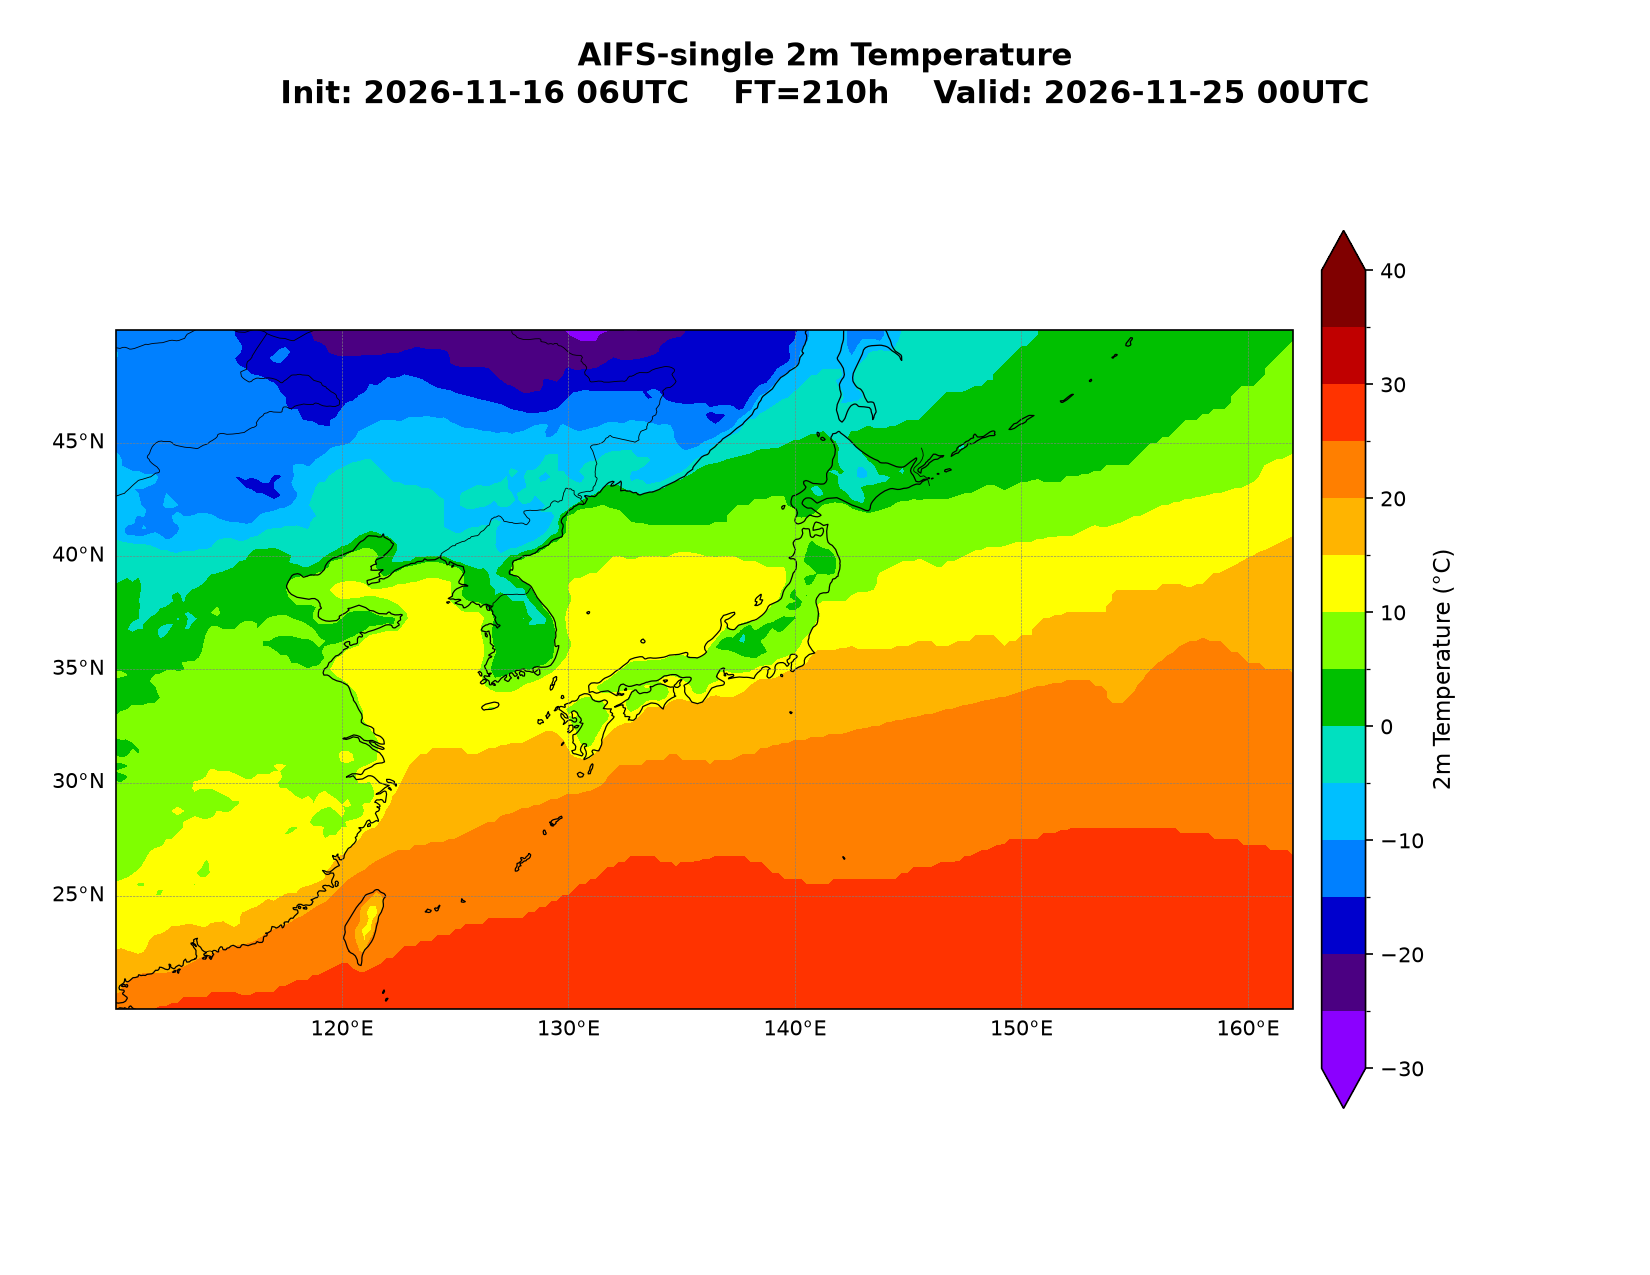 AIFS-single 2m Temperature
Init: 2026-11-16 06UTC    FT=210h    Valid: 2026-11-25 00UTC
45°N
40°N
35°N
30°N
25°N
120°E
130°E
140°E
150°E
160°E
40
30
20
10
0
−10
−20
−30
2m Temperature (°C)